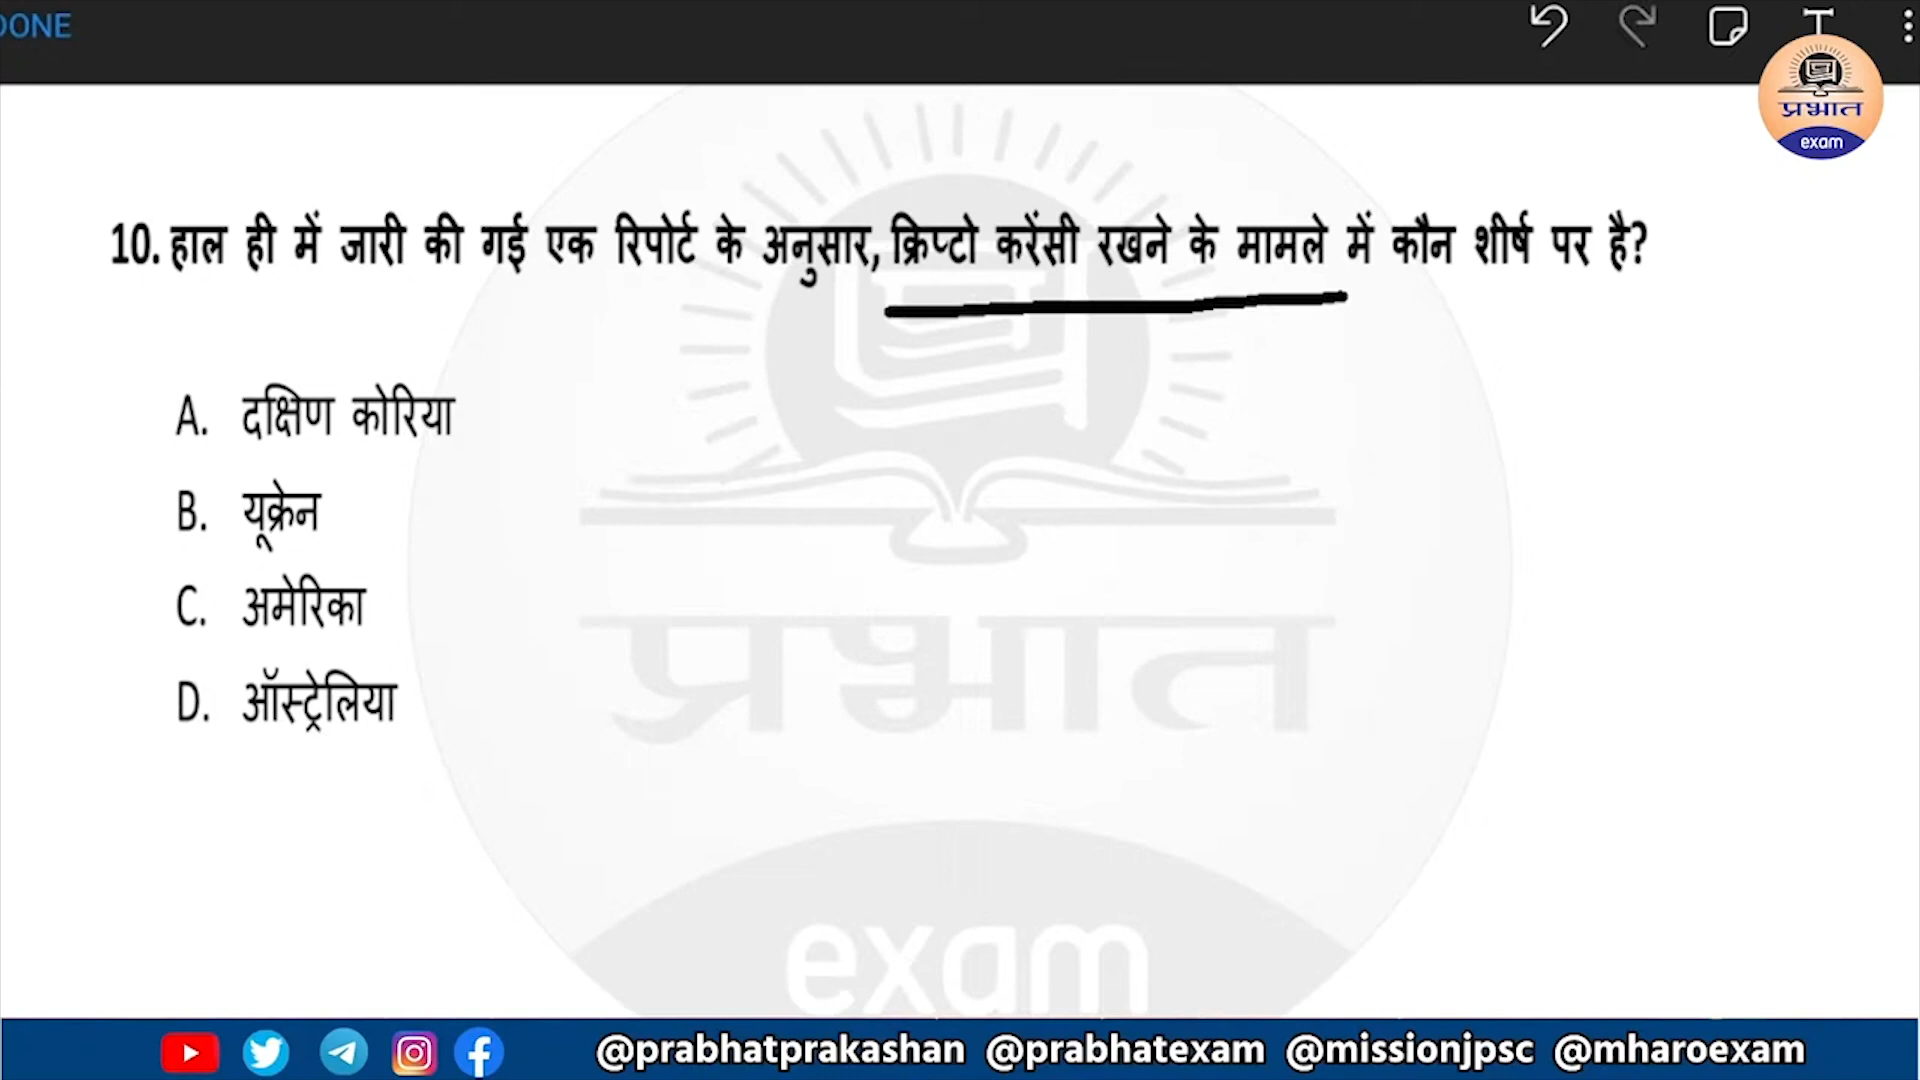 DONE
प्रभात
exam
10. हाल ही में जारी की गई एक रिपोर्ट के अनुसार, क्रिप्टो करेंसी रखने के मामले में कौन शीर्ष पर है?
A. दक्षिण कोरिया
B. यूक्रेन
C. अमेरिका
D. ऑस्ट्रेलिया
प्रभात
exam
@prabhatprakashan @prabhatexam @missionjpsc @mharoexam